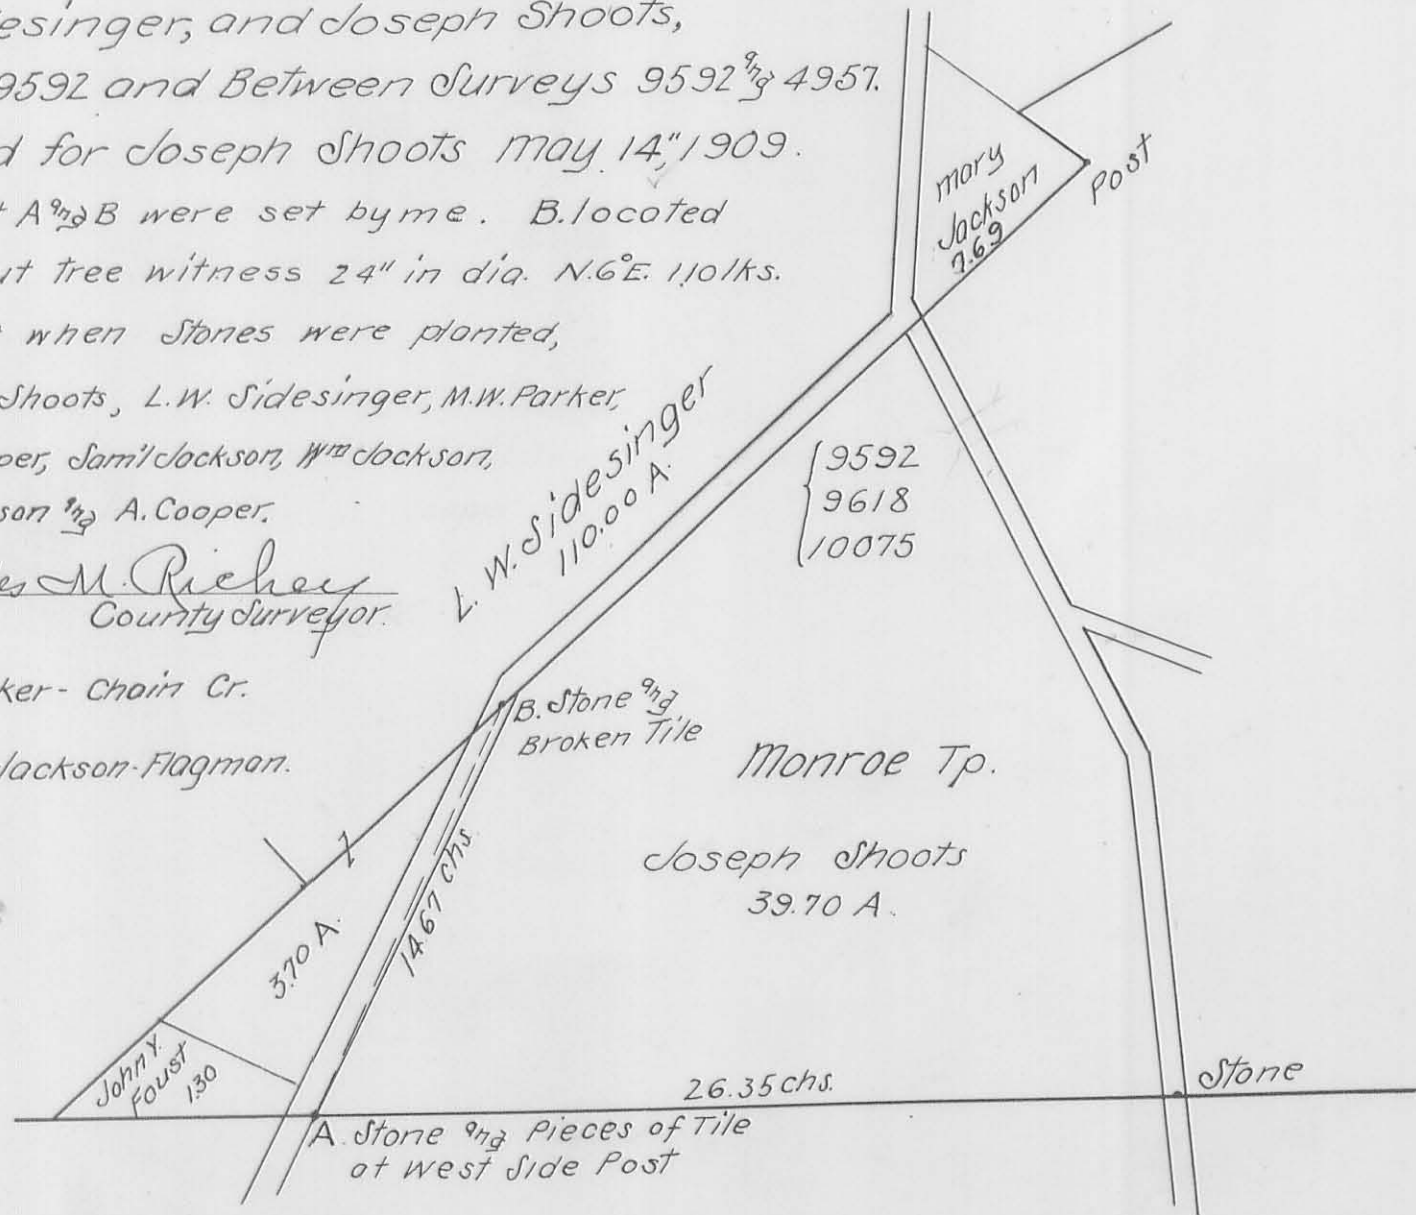 esinger, and Joseph Shoots,
9592 and Between Surveys 9592 and 4957.
d for Joseph Shoots May 14," 1909.
t A and B were set by me. B. located
ut Tree witness 24" in dia. N.6°E. 110 lks.
when Stones were planted,
Shoots, L.W. Sidesinger, M.W. Parker,
per, Sam'l Jackson, Wm Jackson,
son and A. Cooper.
es M. Richey
County Surveyor.
ker - Chain Cr.
Jackson - Flagman.
Mary
Jackson
7.69
Post
L. W. Sidesinger
110.00 A.
9592
9618
10075
B. Stone and
Broken Tile
Monroe Tp.
Joseph Shoots
39.70 A.
14.67 chs
3.70 A.
John Y.
Foust
1.30
26.35 chs.
Stone
A. Stone and Pieces of Tile
at West Side Post